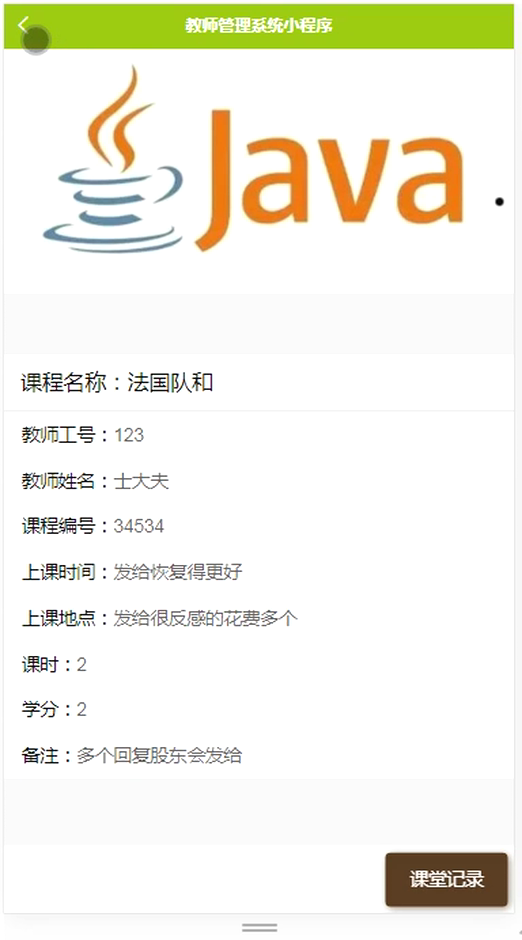 教师管理系统小程序
Java
课程名称：法国队和
教师工号：123
教师姓名：士大夫
课程编号：34534
上课时间：发给恢复得更好
上课地点：发给很反感的花费多个
课时：2
学分：2
备注：多个回复股东会发给
课堂记录